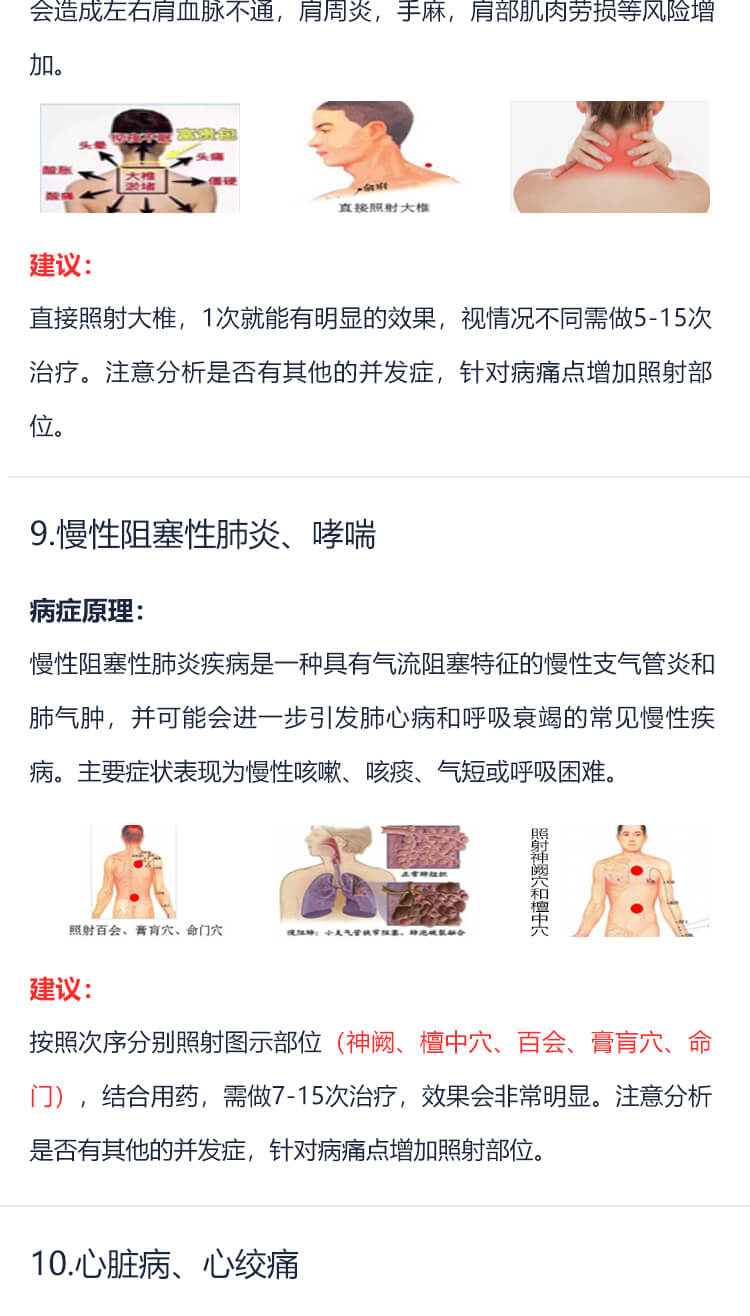 会造成左右肩血脉不通，肩周炎，手麻，肩部肌肉劳损等风险增
加。
富贵包
头晕
头痛
酸胀
大椎
淤堵
僵硬
酸痛
直接照射大椎
建议：
直接照射大椎，1次就能有明显的效果，视情况不同需做5-15次
治疗。注意分析是否有其他的并发症，针对病痛点增加照射部
位。
9.慢性阻塞性肺炎、哮喘
病症原理：
慢性阻塞性肺炎疾病是一种具有气流阻塞特征的慢性支气管炎和
肺气肿，并可能会进一步引发肺心病和呼吸衰竭的常见慢性疾
病。主要症状表现为慢性咳嗽、咳痰、气短或呼吸困难。
照射百会、膏肓穴、命门穴
正常肺组织
慢阻肺：小支气管狭窄阻塞、肺泡破裂融合
照射神阙穴和檀中穴
建议：
按照次序分别照射图示部位（神阙、檀中穴、百会、膏肓穴、命
门），结合用药，需做7-15次治疗，效果会非常明显。注意分析
是否有其他的并发症，针对病痛点增加照射部位。
10.心脏病、心绞痛